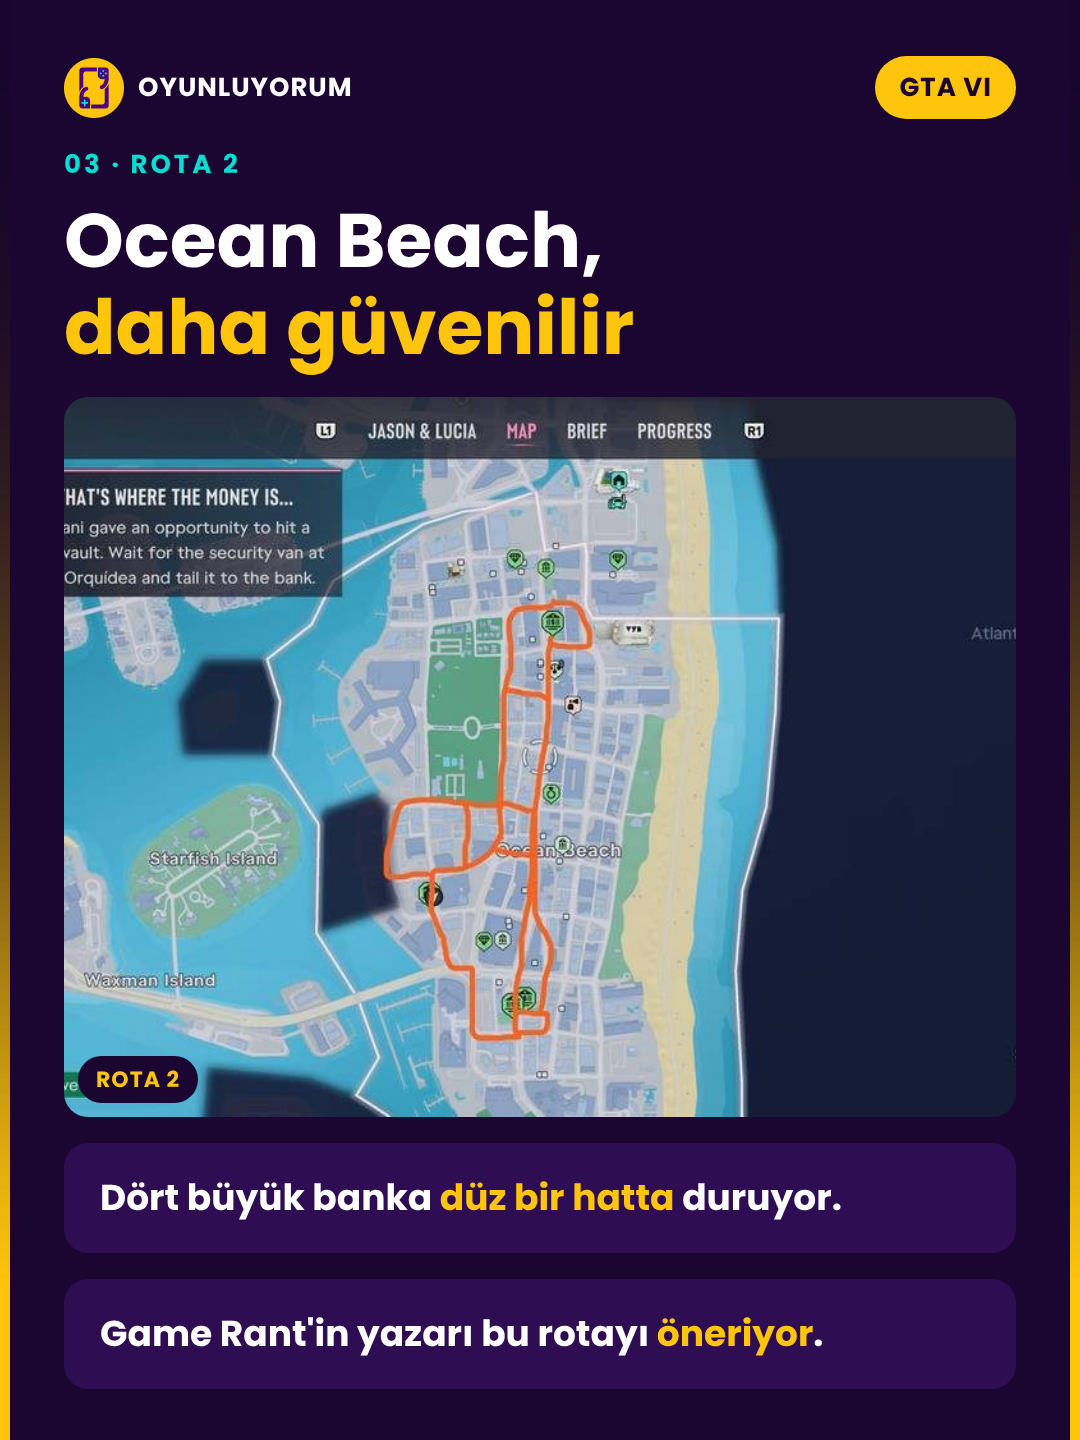 OYUNLUYORUM
GTA VI
03 · ROTA 2
Ocean Beach,
daha güvenilir
L1 JASON & LUCIA MAP BRIEF PROGRESS R1
HAT'S WHERE THE MONEY IS...
ani gave an opportunity to hit a
vault. Wait for the security van at
Orquídea and tail it to the bank.
Atlant
Starfish Island
Ocean Beach
Waxman Island
ROTA 2
Dört büyük banka düz bir hatta duruyor.
Game Rant'in yazarı bu rotayı öneriyor.